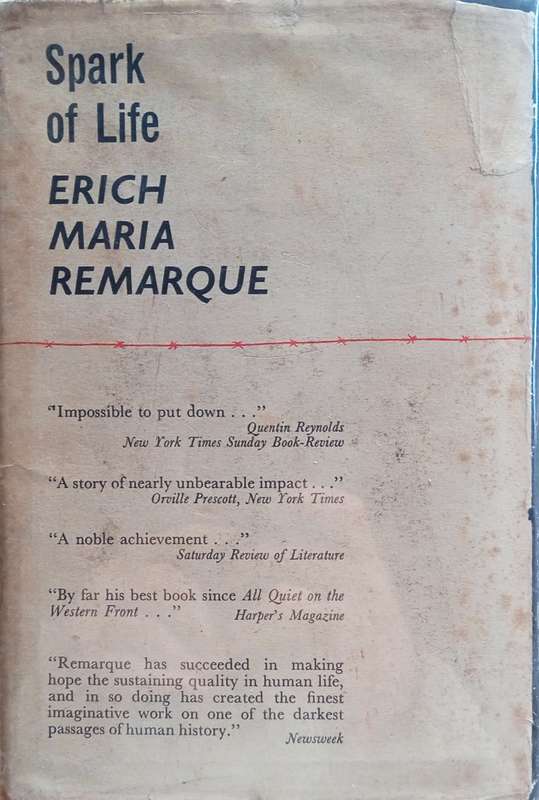 Spark
of Life
ERICH
MARIA
REMARQUE
"Impossible to put down . . ."
Quentin Reynolds
New York Times Sunday Book-Review
"A story of nearly unbearable impact . . ."
Orville Prescott, New York Times
"A noble achievement . . ."
Saturday Review of Literature
"By far his best book since All Quiet on the
Western Front . . ." Harper's Magazine
"Remarque has succeeded in making
hope the sustaining quality in human life,
and in so doing has created the finest
imaginative work on one of the darkest
passages of human history."
Newsweek